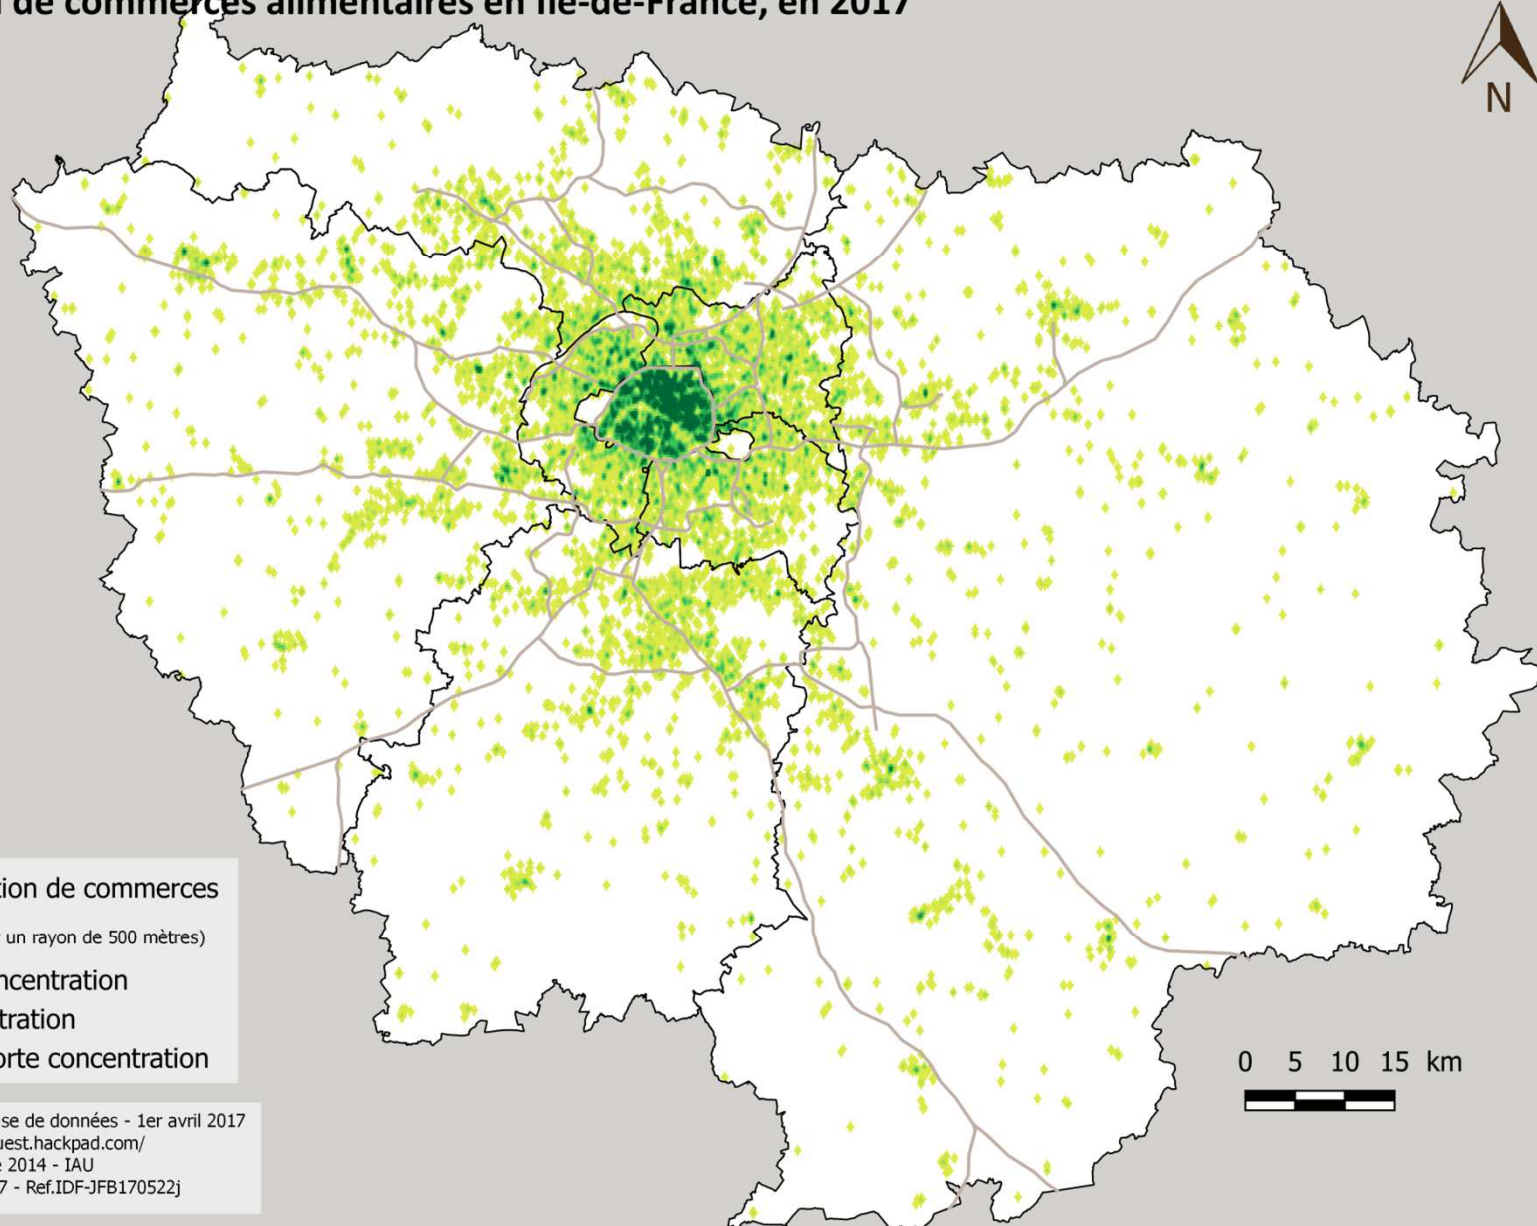 de commerces alimentaires en Île-de-France, en 2017
N
tion de commerces
un rayon de 500 mètres)
ncentration
tration
orte concentration
0 5 10 15 km
se de données - 1er avril 2017
uest.hackpad.com/
2014 - IAU
7 - Ref.IDF-JFB170522j